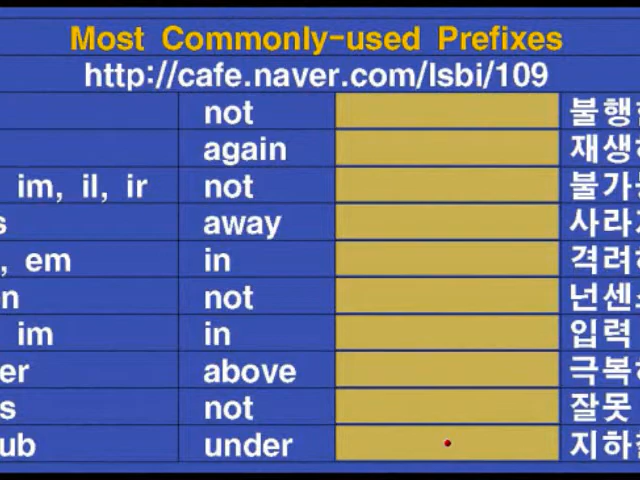 Most Commonly-used Prefixes
http://cafe.naver.com/lsbi/109
not 불행
again 재생
im, il, ir not 불가
s away 사라
, em in 격려
n not 넌센
im in 입력
er above 극복
s not 잘못
ub under 지하